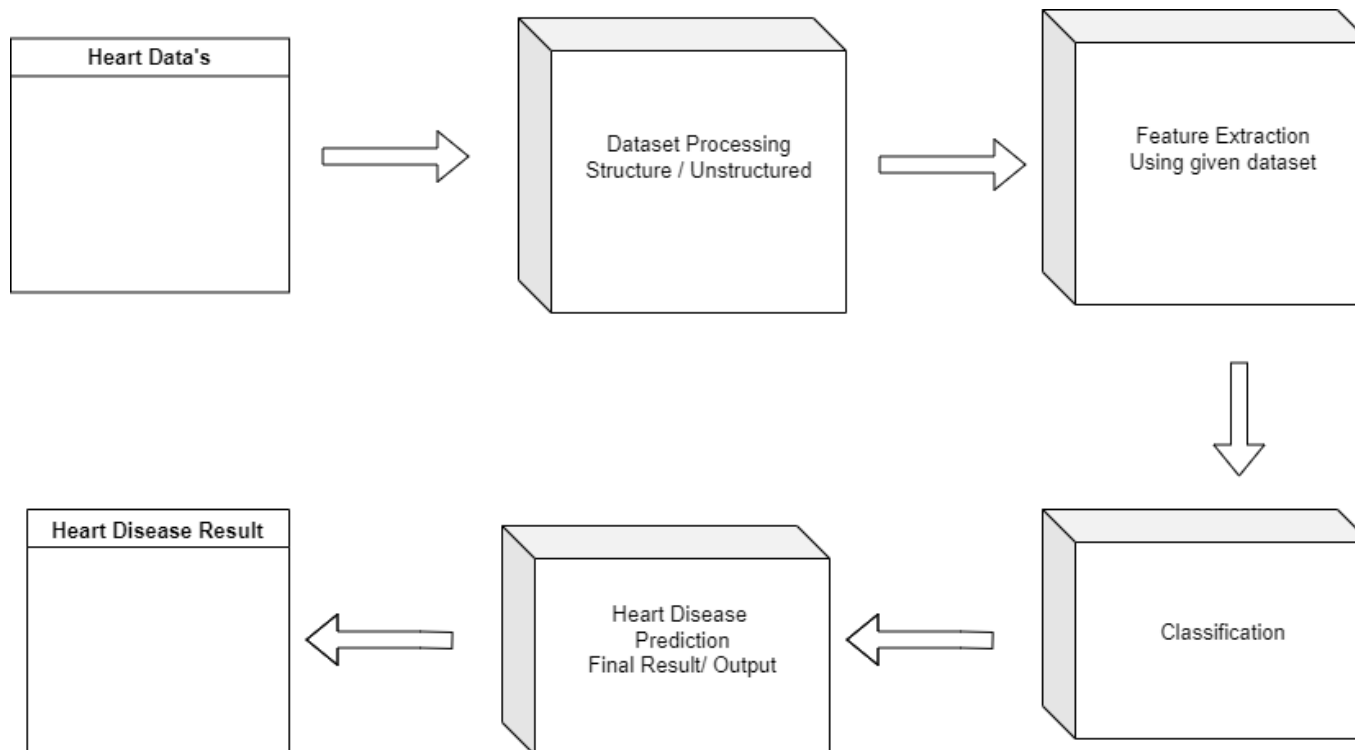 Heart Data's
Dataset Processing
Structure / Unstructured
Feature Extraction
Using given dataset
Classification
Heart Disease
Prediction
Final Result/ Output
Heart Disease Result